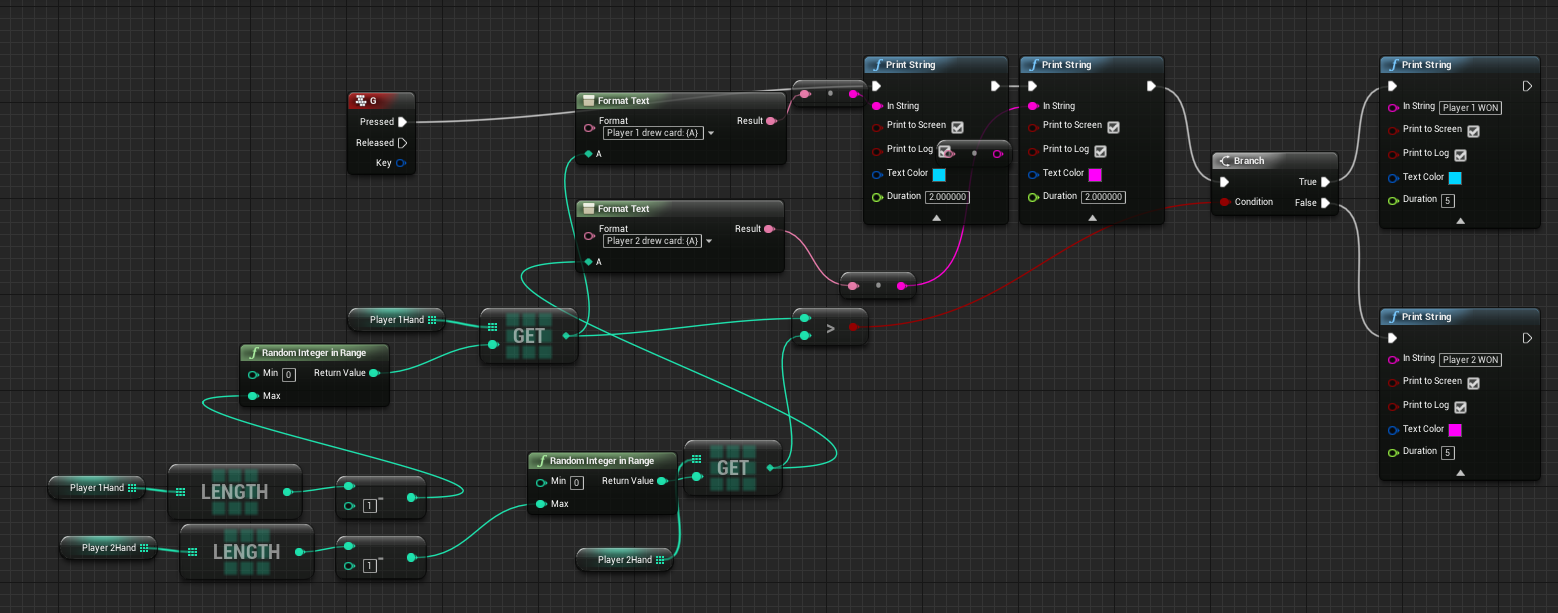 G
Pressed
Released
Key
Format Text
Format
Result
Player 1 drew card: {A}
A
Format Text
Format
Result
Player 2 drew card: {A}
A
Print String
In String
Print to Screen
Print to Log
Text Color
Duration 2.000000
Print String
In String
Print to Screen
Print to Log
Text Color
Duration 2.000000
Branch
True
Condition
False
Print String
In String Player 1 WON
Print to Screen
Print to Log
Text Color
Duration 5
Print String
In String Player 2 WON
Print to Screen
Print to Log
Text Color
Duration 5
Player 1Hand
GET
>
Random Integer in Range
Min 0 Return Value
Max
Random Integer in Range
Min 0 Return Value
Max
GET
Player 1Hand
LENGTH
1 -
Player 2Hand
LENGTH
1 -
Player 2Hand